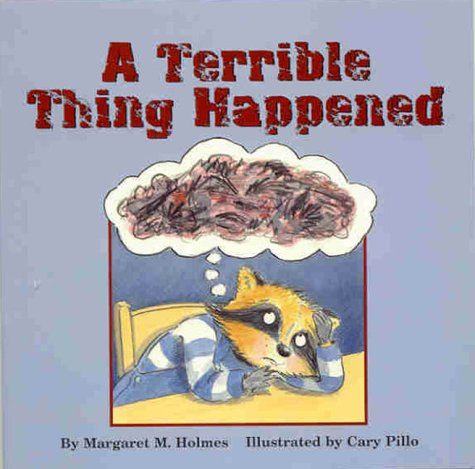 A Terrible
Thing Happened
By Margaret M. Holmes Illustrated by Cary Pillo